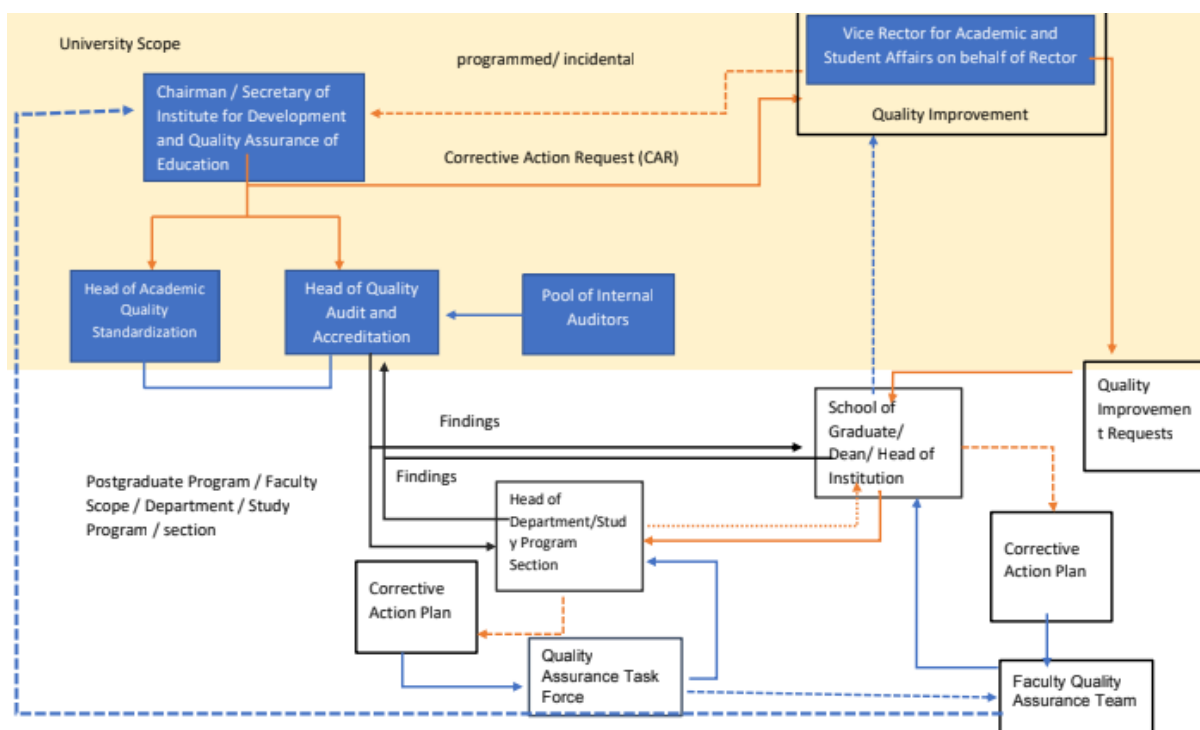 University Scope
programmed/ incidental
Vice Rector for Academic and
Student Affairs on behalf of Rector
Quality Improvement
Chairman / Secretary of
Institute for Development
and Quality Assurance of
Education
Corrective Action Request (CAR)
Head of Academic
Quality
Standardization
Head of Quality
Audit and
Accreditation
Pool of Internal
Auditors
Quality
Improvemen
t Requests
School of
Graduate/
Dean/ Head of
Institution
Findings
Findings
Postgraduate Program / Faculty
Scope / Department / Study
Program / section
Head of
Department/Stud
y Program
Section
Corrective
Action Plan
Corrective
Action Plan
Quality
Assurance Task
Force
Faculty Quality
Assurance Team